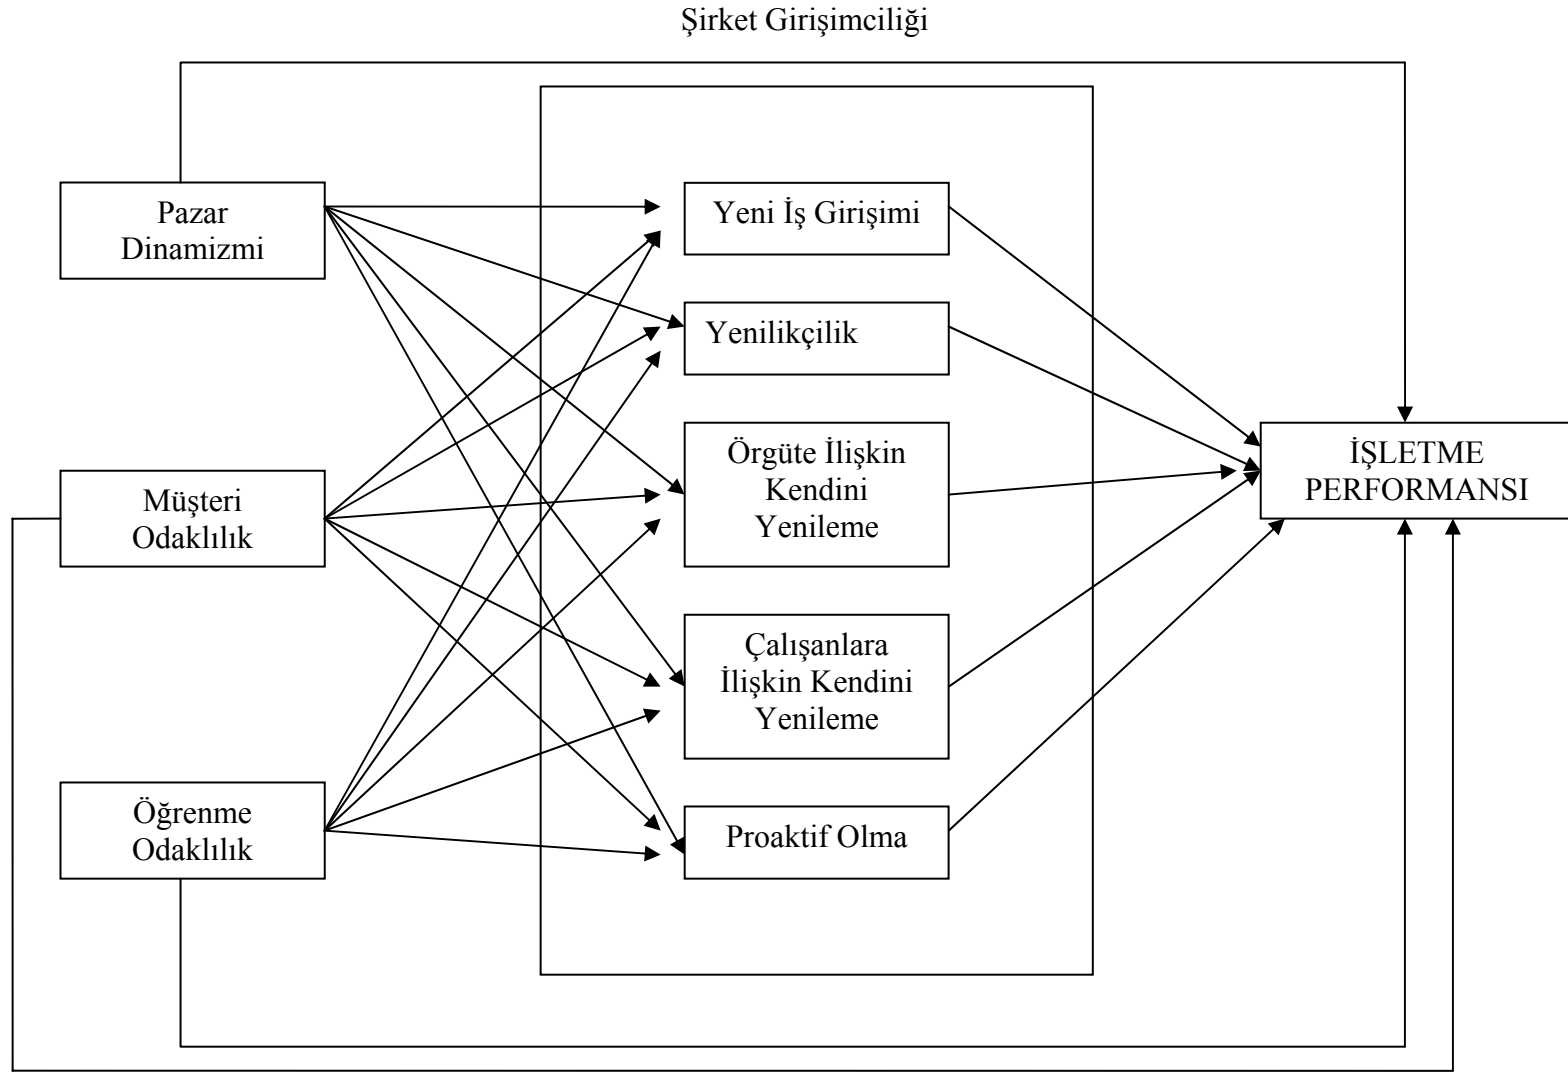 Şirket Girişimciliği
Pazar
Dinamizmi
Müşteri
Odaklılık
Öğrenme
Odaklılık
Yeni İş Girişimi
Yenilikçilik
Örgüte İlişkin
Kendini
Yenileme
Çalışanlara
İlişkin Kendini
Yenileme
Proaktif Olma
İŞLETME
PERFORMANSI